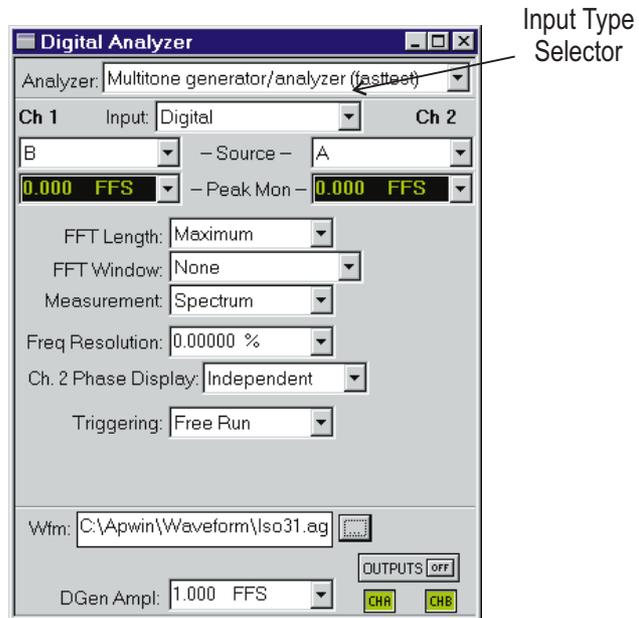 Input Type
Selector
Digital Analyzer
Analyzer: Multitone generator/analyzer (fasttest)
Ch 1 Input: Digital Ch 2
B – Source – A
0.000 FFS – Peak Mon – 0.000 FFS
FFT Length: Maximum
FFT Window: None
Measurement: Spectrum
Freq Resolution: 0.00000 %
Ch. 2 Phase Display: Independent
Triggering: Free Run
Wfm: C:\Apwin\Waveform\Iso31.ag ...
OUTPUTS OFF
DGen Ampl: 1.000 FFS CHA CHB